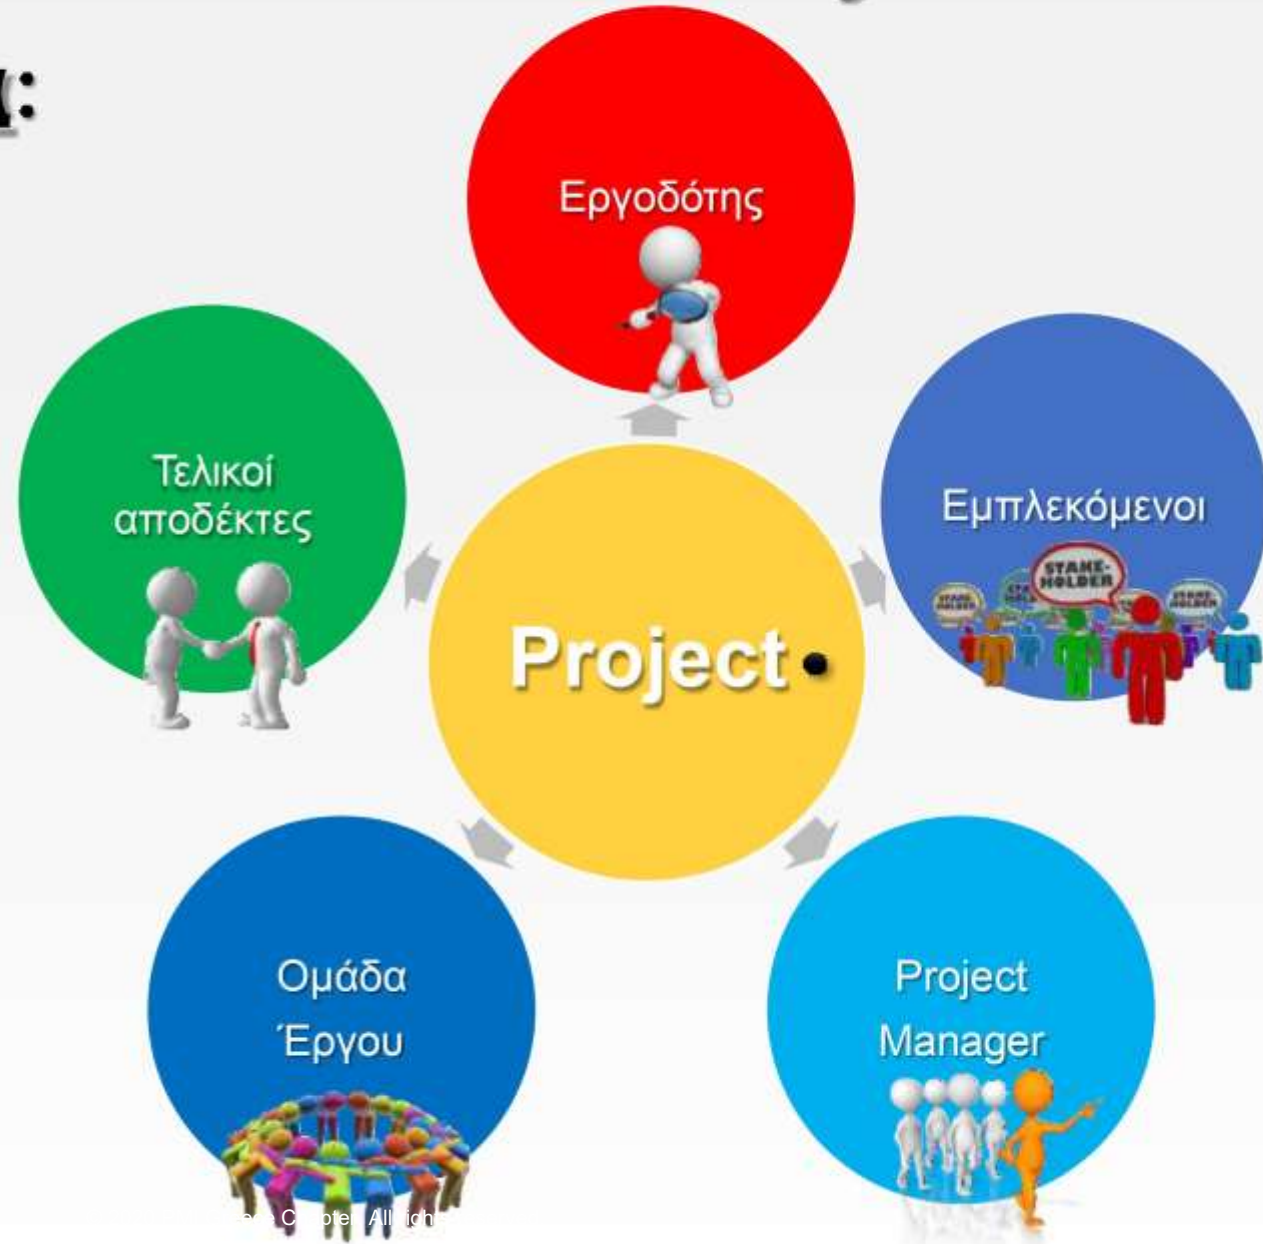 Εργοδότης
Τελικοί
αποδέκτες
Εμπλεκόμενοι
STAKE-
HOLDER
Project •
Ομάδα
Έργου
Project
Manager